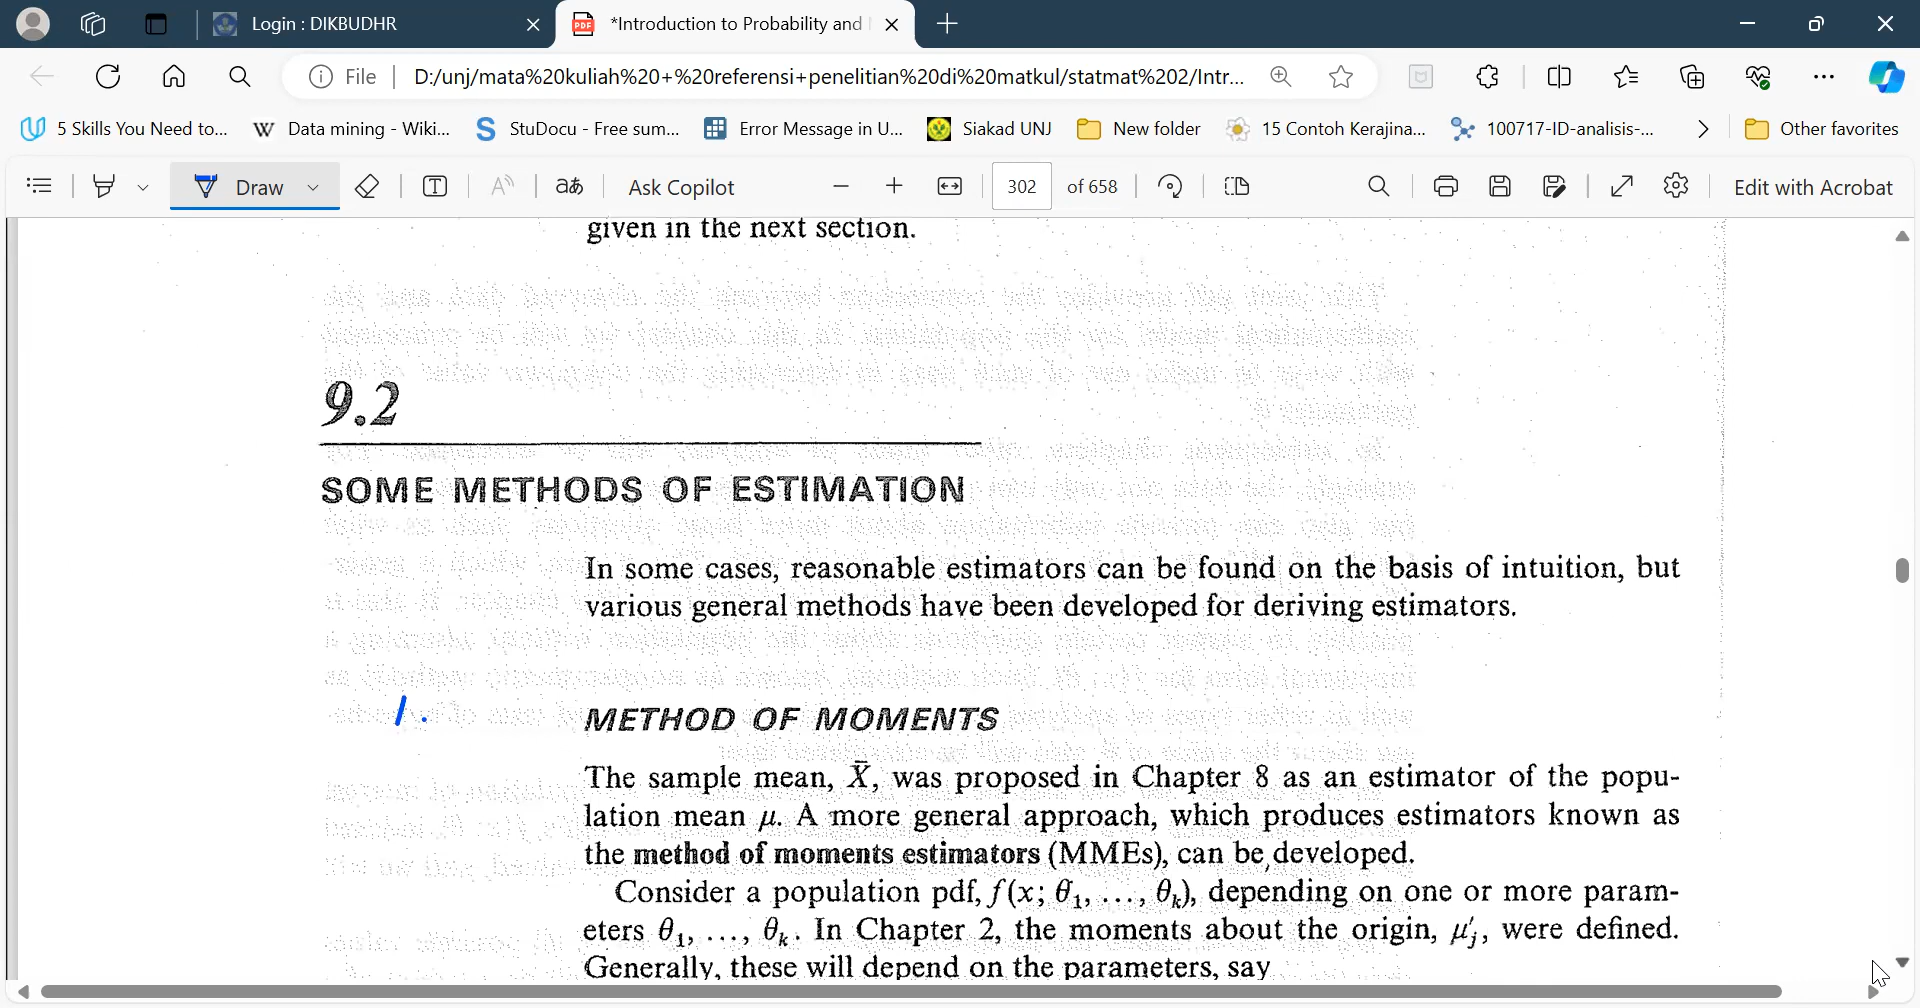 Login : DIKBUDHR
*Introduction to Probability and
File
D:/unj/mata%20kuliah%20+%20referensi+penelitian%20di%20matkul/statmat%202/Intr...
5 Skills You Need to...
W Data mining - Wiki...
S StuDocu - Free sum...
Error Message in U...
Siakad UNJ
New folder
15 Contoh Kerajina...
100717-ID-analisis-...
Other favorites
Draw
aあ
Ask Copilot
302 of 658
Edit with Acrobat
given in the next section.
9.2
SOME METHODS OF ESTIMATION
In some cases, reasonable estimators can be found on the basis of intuition, but
various general methods have been developed for deriving estimators.
1.
METHOD OF MOMENTS
The sample mean, X̄, was proposed in Chapter 8 as an estimator of the popu-
lation mean μ. A more general approach, which produces estimators known as
the method of moments estimators (MMEs), can be developed.
Consider a population pdf, f(x; θ₁, ..., θₖ), depending on one or more param-
eters θ₁, ..., θₖ. In Chapter 2, the moments about the origin, μ′ⱼ, were defined.
Generally, these will depend on the parameters, say